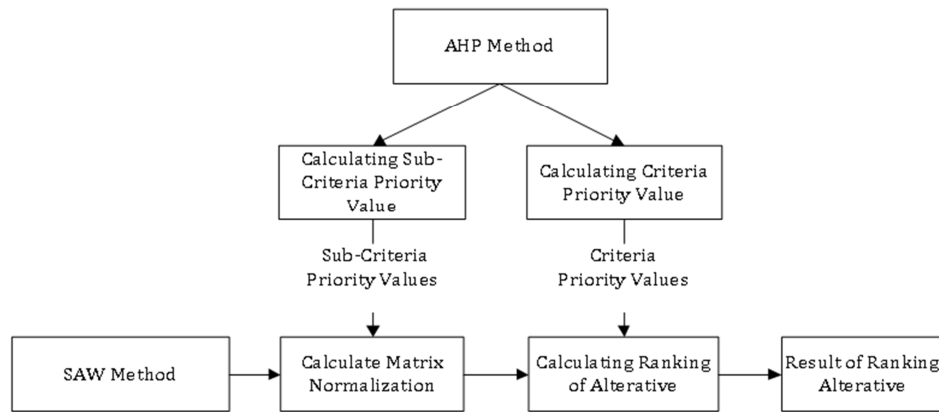 AHP Method
Calculating Sub-
Criteria Priority
Value
Calculating Criteria
Priority Value
Sub-Criteria
Priority Values
Criteria
Priority Values
SAW Method
Calculate Matrix
Normalization
Calculating Ranking
of Alterative
Result of Ranking
Alterative